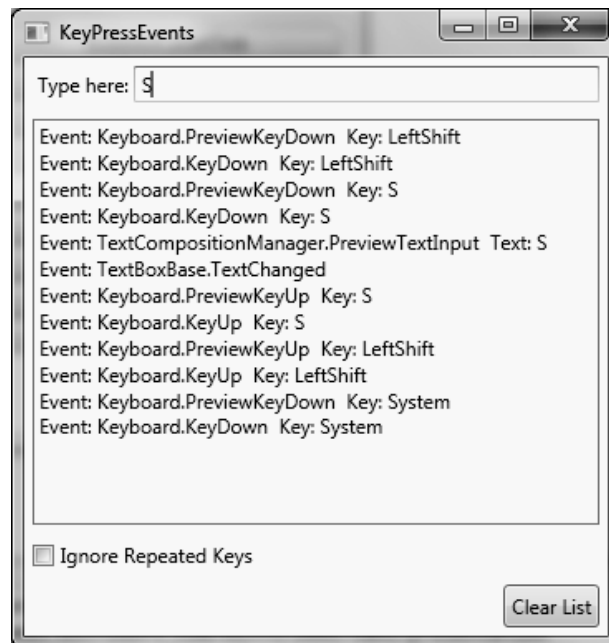 KeyPressEvents
Type here: S
Event: Keyboard.PreviewKeyDown Key: LeftShift
Event: Keyboard.KeyDown Key: LeftShift
Event: Keyboard.PreviewKeyDown Key: S
Event: Keyboard.KeyDown Key: S
Event: TextCompositionManager.PreviewTextInput Text: S
Event: TextBoxBase.TextChanged
Event: Keyboard.PreviewKeyUp Key: S
Event: Keyboard.KeyUp Key: S
Event: Keyboard.PreviewKeyUp Key: LeftShift
Event: Keyboard.KeyUp Key: LeftShift
Event: Keyboard.PreviewKeyDown Key: System
Event: Keyboard.KeyDown Key: System
Ignore Repeated Keys
Clear List